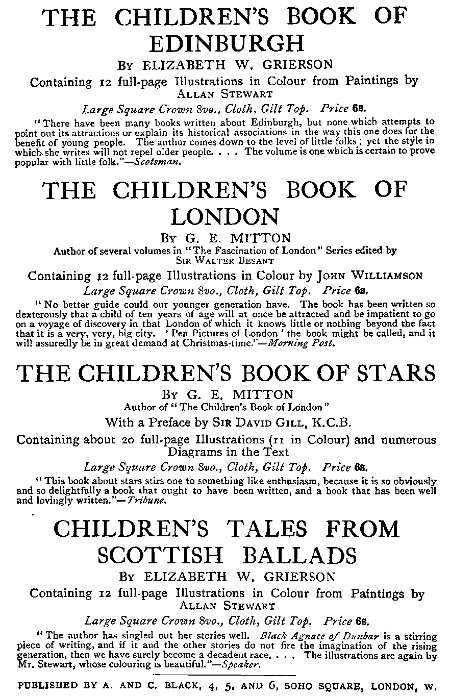 THE CHILDREN'S BOOK OF
EDINBURGH
BY ELIZABETH W. GRIERSON
Containing 12 full-page Illustrations in Colour from Paintings by
ALLAN STEWART
Large Square Crown 8vo., Cloth, Gilt Top. Price 6s.
"There have been many books written about Edinburgh, but none which attempts to
point out its attractions or explain its historical associations in the way this one does for the
benefit of young people. The author comes down to the level of little folks; yet the style in
which she writes will not repel older people. . . . The volume is one which is certain to prove
popular with little folk."—Scotsman.
THE CHILDREN'S BOOK OF
LONDON
BY G. E. MITTON
Author of several volumes in "The Fascination of London" Series edited by
SIR WALTER BESANT
Containing 12 full-page Illustrations in Colour by JOHN WILLIAMSON
Large Square Crown 8vo., Cloth, Gilt Top. Price 6s.
"No better guide could our younger generation have. The book has been written so
dexterously that a child of ten years of age will at once be attracted and be impatient to go
on a voyage of discovery in that London of which it knows little or nothing beyond the fact
that it is a very, very, big city. 'Pen Pictures of London' the book might be called, and it
will assuredly be in great demand at Christmas-time."—Morning Post.
THE CHILDREN'S BOOK OF STARS
BY G. E. MITTON
Author of "The Children's Book of London"
With a Preface by SIR DAVID GILL, K.C.B.
Containing about 20 full-page Illustrations (11 in Colour) and numerous
Diagrams in the Text
Large Square Crown 8vo., Cloth, Gilt Top. Price 6s.
"This book about stars stirs one to something like enthusiasm, because it is so obviously
and so delightfully a book that ought to have been written, and a book that has been well
and lovingly written."—Tribune.
CHILDREN'S TALES FROM
SCOTTISH BALLADS
BY ELIZABETH W. GRIERSON
Containing 12 full-page Illustrations in Colour from Paintings by
ALLAN STEWART
Large Square Crown 8vo., Cloth, Gilt Top. Price 6s.
"The author has singled out her stories well. Black Agnace of Dunbar is a stirring
piece of writing, and if it and the other stories do not fire the imagination of the rising
generation, then we have surely become a decadent race. . . . The illustrations are again by
Mr. Stewart, whose colouring is beautiful."—Speaker.
PUBLISHED BY A. AND C. BLACK, 4, 5, AND 6, SOHO SQUARE, LONDON, W.